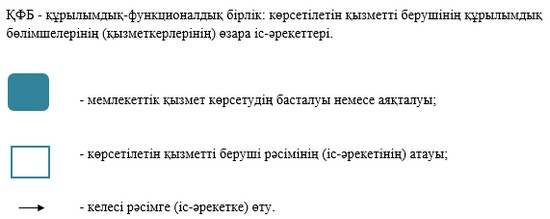 ҚФБ - құрылымдық-функционалдық бірлік: көрсетілетін қызметті берушінің құрылымдық
бөлімшелерінің (қызметкерлерінің) өзара іс-әрекеттері.
- мемлекеттік қызмет көрсетудің басталуы немесе аяқталуы;
- көрсетілетін қызметті беруші рәсімінің (іс-әрекетінің) атауы;
- келесі рәсімге (іс-әрекетке) өту.